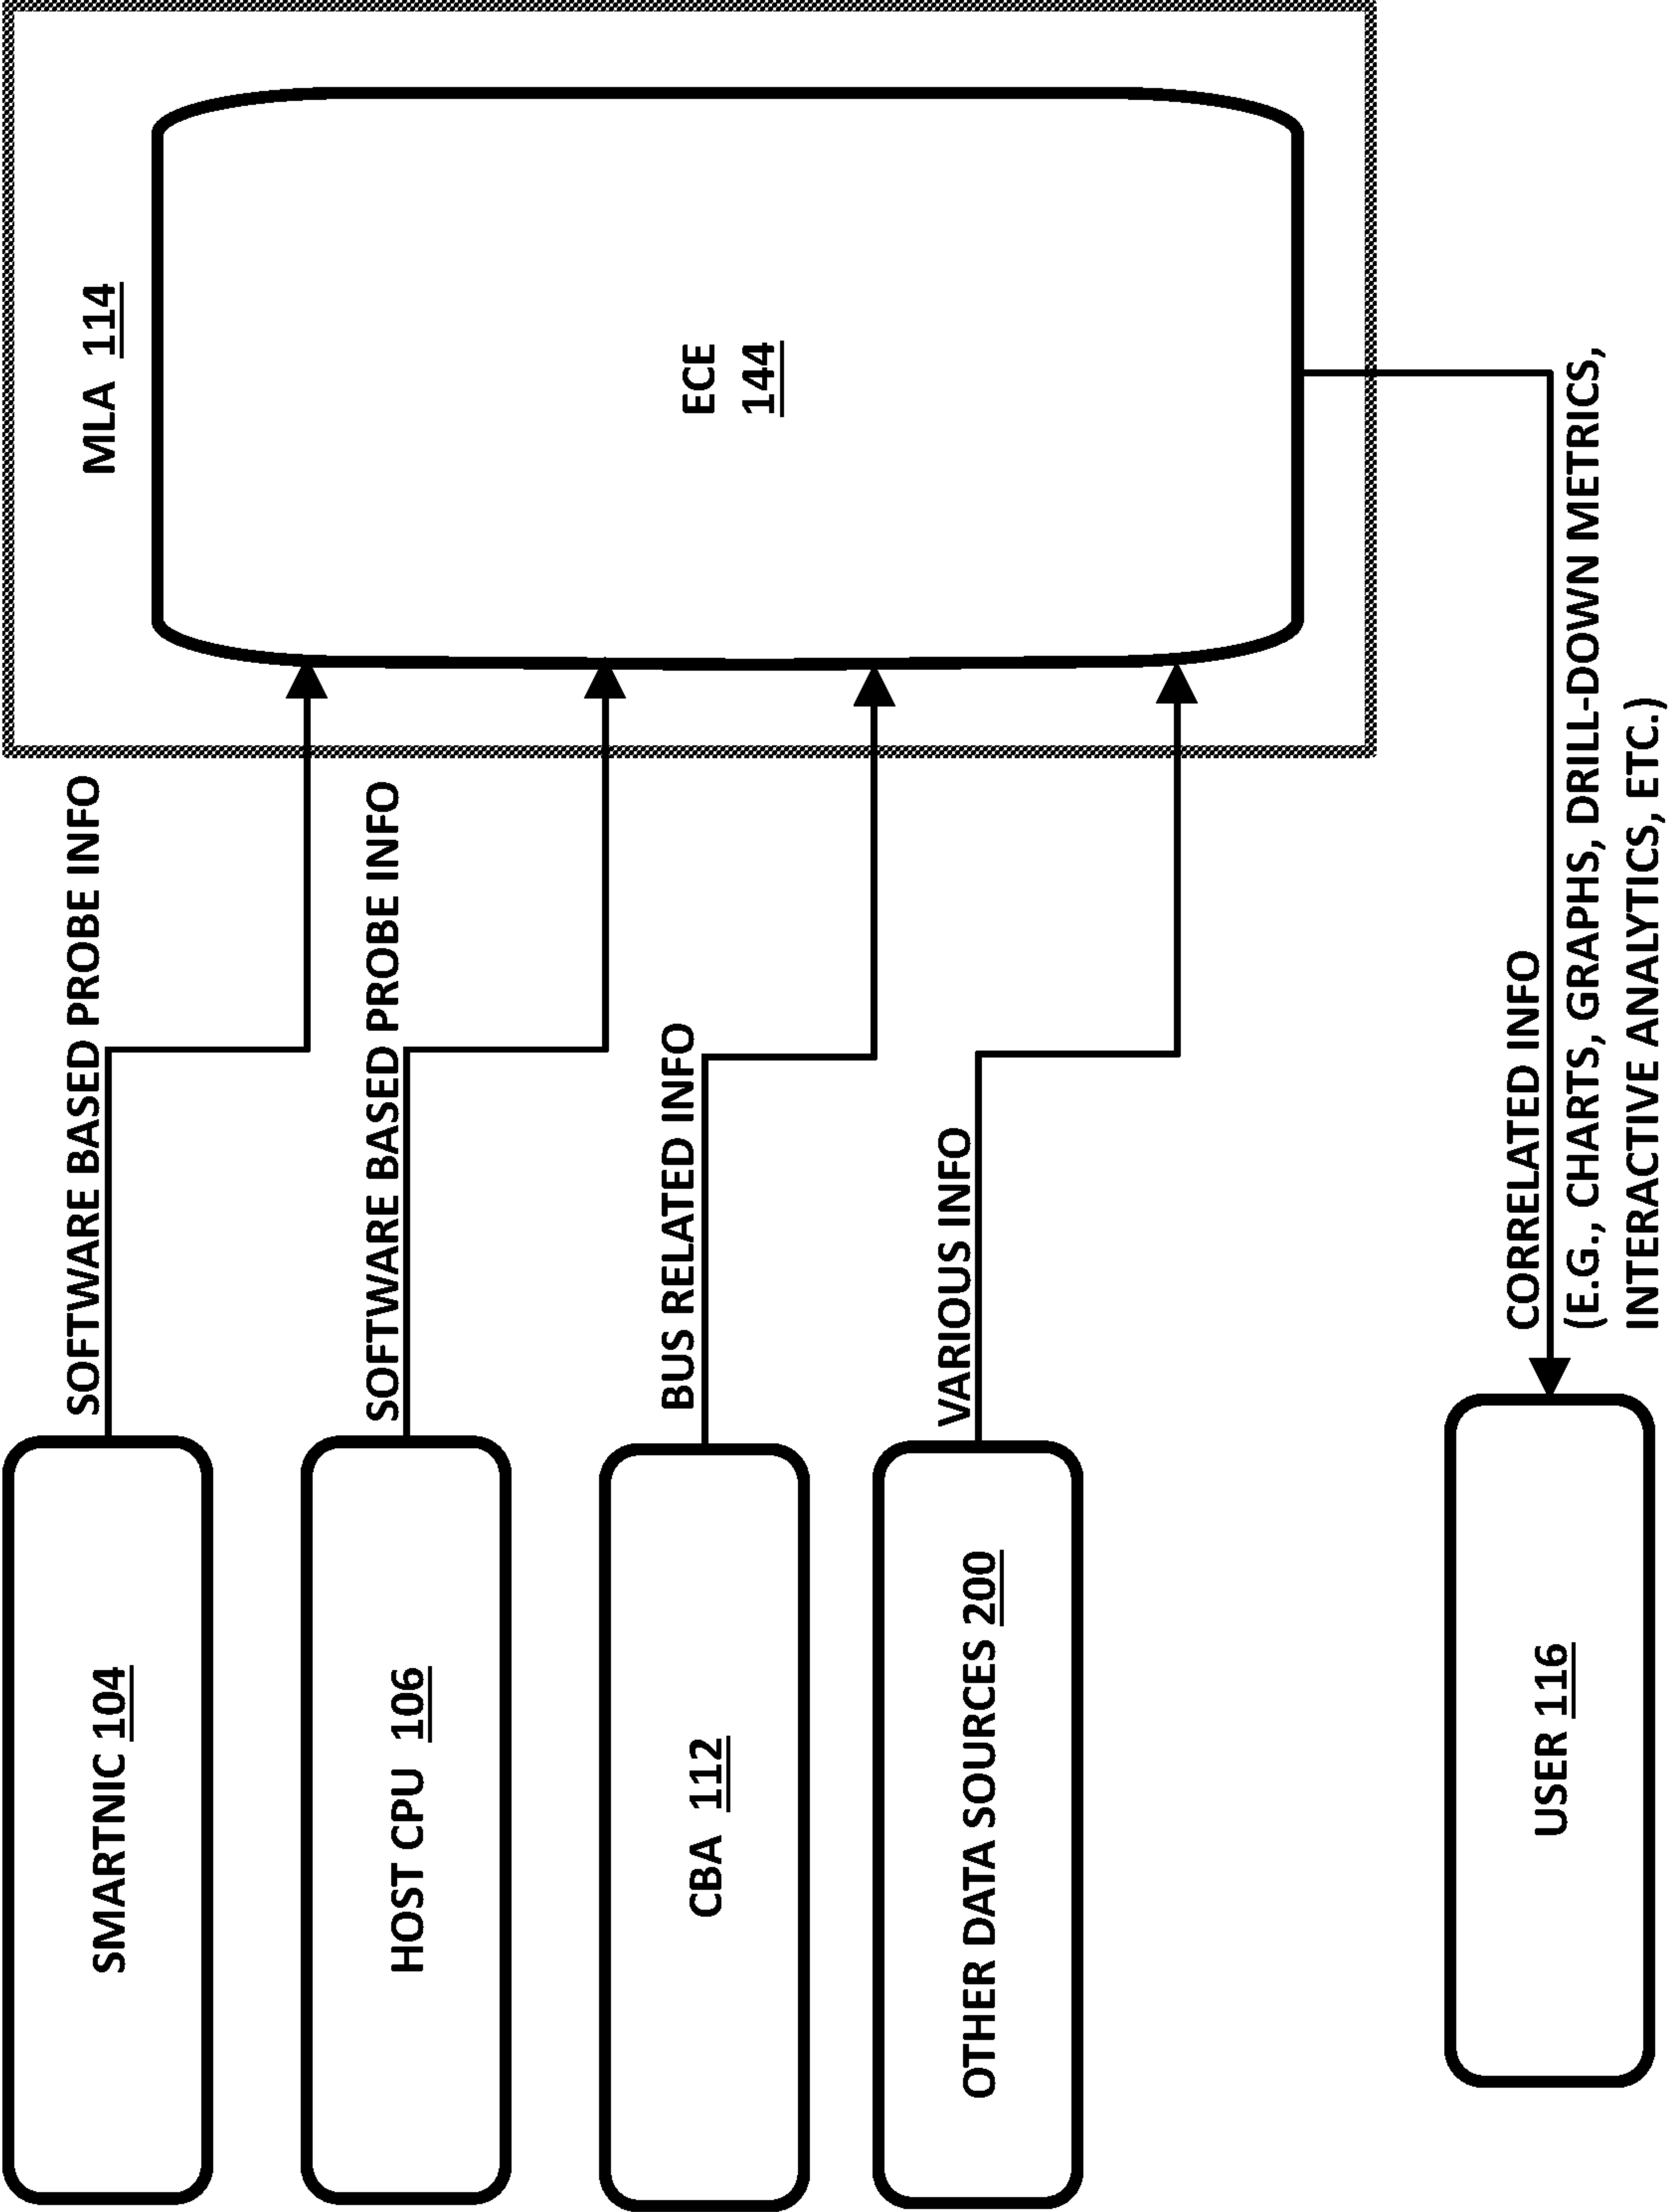 MLA 114
SOFTWARE BASED PROBE INFO
SMARTNIC 104
SOFTWARE BASED PROBE INFO
HOST CPU 106
ECE
144
BUS RELATED INFO
CBA 112
VARIOUS INFO
OTHER DATA SOURCES 200
CORRELATED INFO
(E.G., CHARTS, GRAPHS, DRILL-DOWN METRICS,
INTERACTIVE ANALYTICS, ETC.)
USER 116